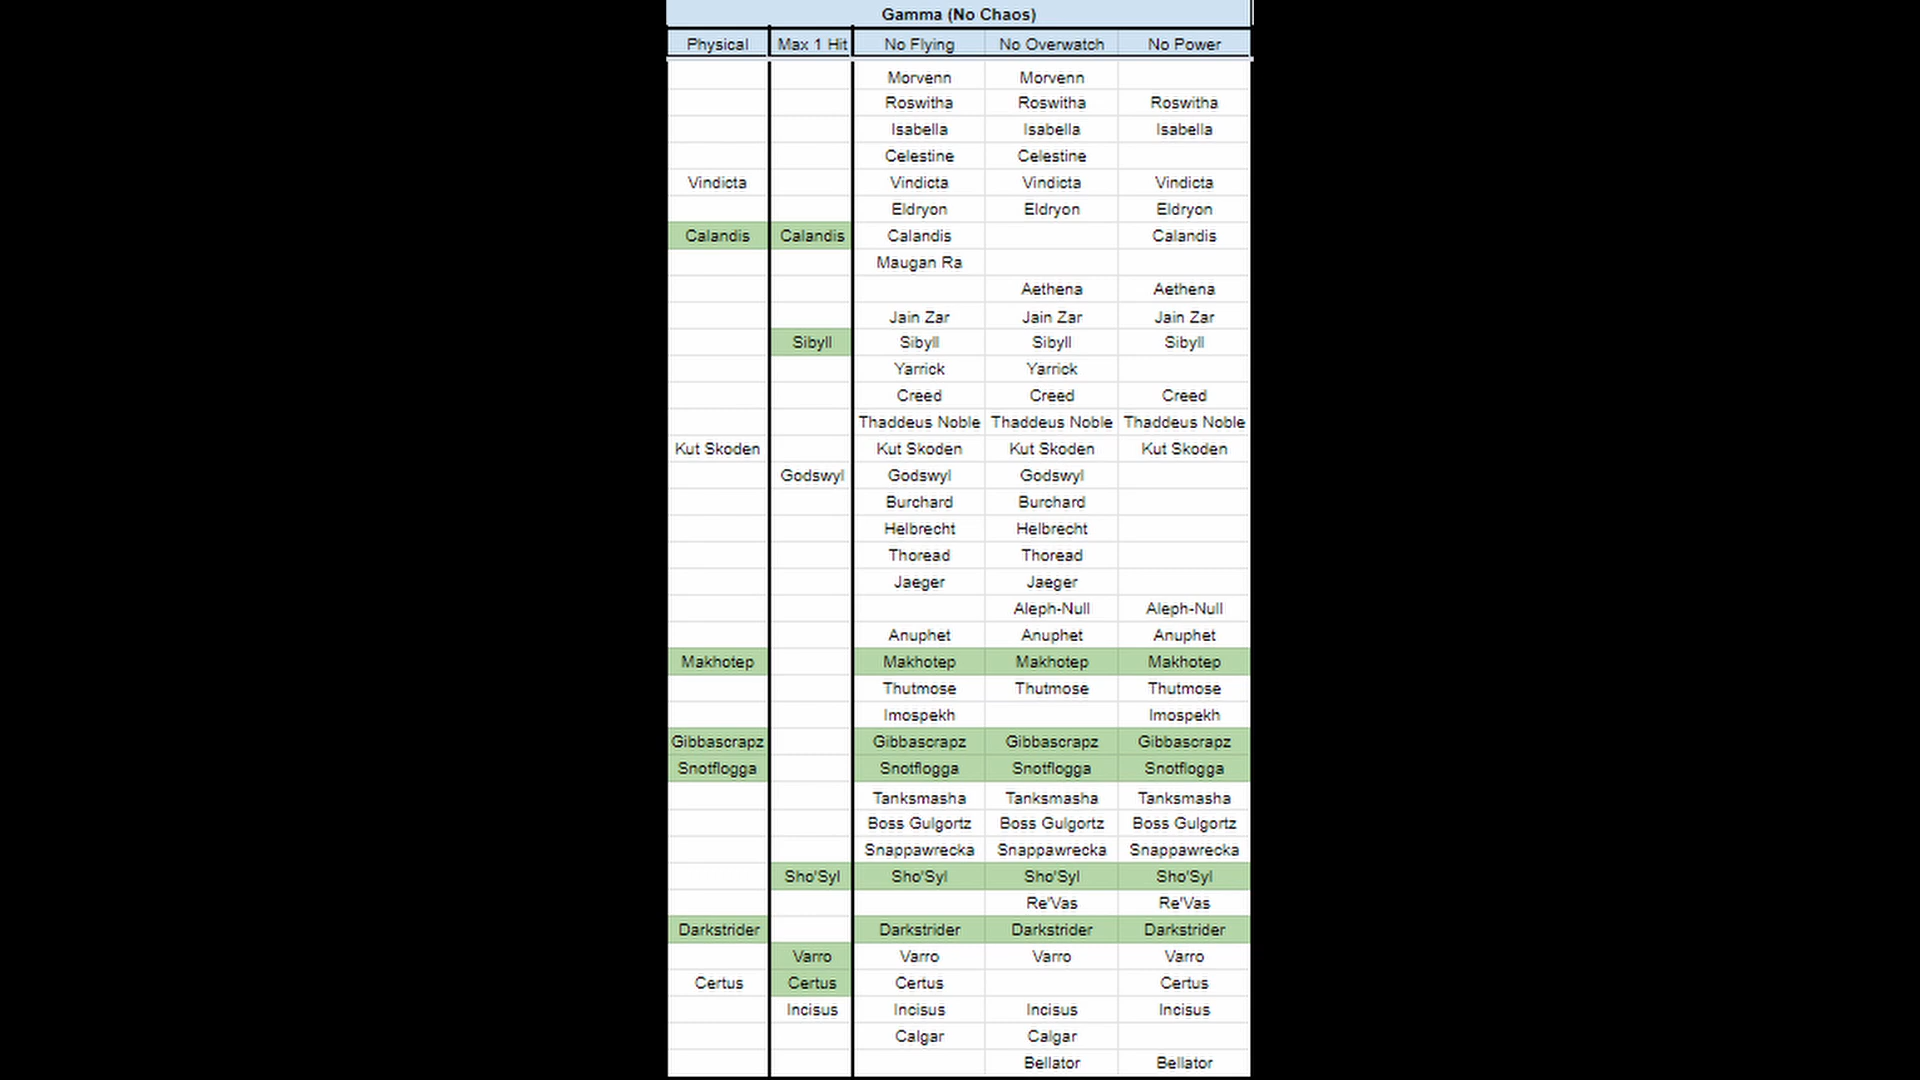 Gamma (No Chaos)
Physical Max 1 Hit No Flying No Overwatch No Power
Morvenn Morvenn
Roswitha Roswitha Roswitha
Isabella Isabella Isabella
Celestine Celestine
Vindicta Vindicta Vindicta Vindicta
Eldryon Eldryon Eldryon
Calandis Calandis Calandis Calandis
Maugan Ra
Aethena Aethena
Jain Zar Jain Zar Jain Zar
Sibyll Sibyll Sibyll Sibyll
Yarrick Yarrick
Creed Creed Creed
Thaddeus Noble Thaddeus Noble Thaddeus Noble
Kut Skoden Kut Skoden Kut Skoden Kut Skoden
Godswyl Godswyl Godswyl
Burchard Burchard
Helbrecht Helbrecht
Thoread Thoread
Jaeger Jaeger
Aleph-Null Aleph-Null
Anuphet Anuphet Anuphet
Makhotep Makhotep Makhotep Makhotep
Thutmose Thutmose Thutmose
Imospekh Imospekh
Gibbascrapz Gibbascrapz Gibbascrapz Gibbascrapz
Snotflogga Snotflogga Snotflogga Snotflogga
Tanksmasha Tanksmasha Tanksmasha
Boss Gulgortz Boss Gulgortz Boss Gulgortz
Snappawrecka Snappawrecka Snappawrecka
Sho'Syl Sho'Syl Sho'Syl Sho'Syl
Re'Vas Re'Vas
Darkstrider Darkstrider Darkstrider Darkstrider
Varro Varro Varro Varro
Certus Certus Certus Certus
Incisus Incisus Incisus Incisus
Calgar Calgar
Bellator Bellator